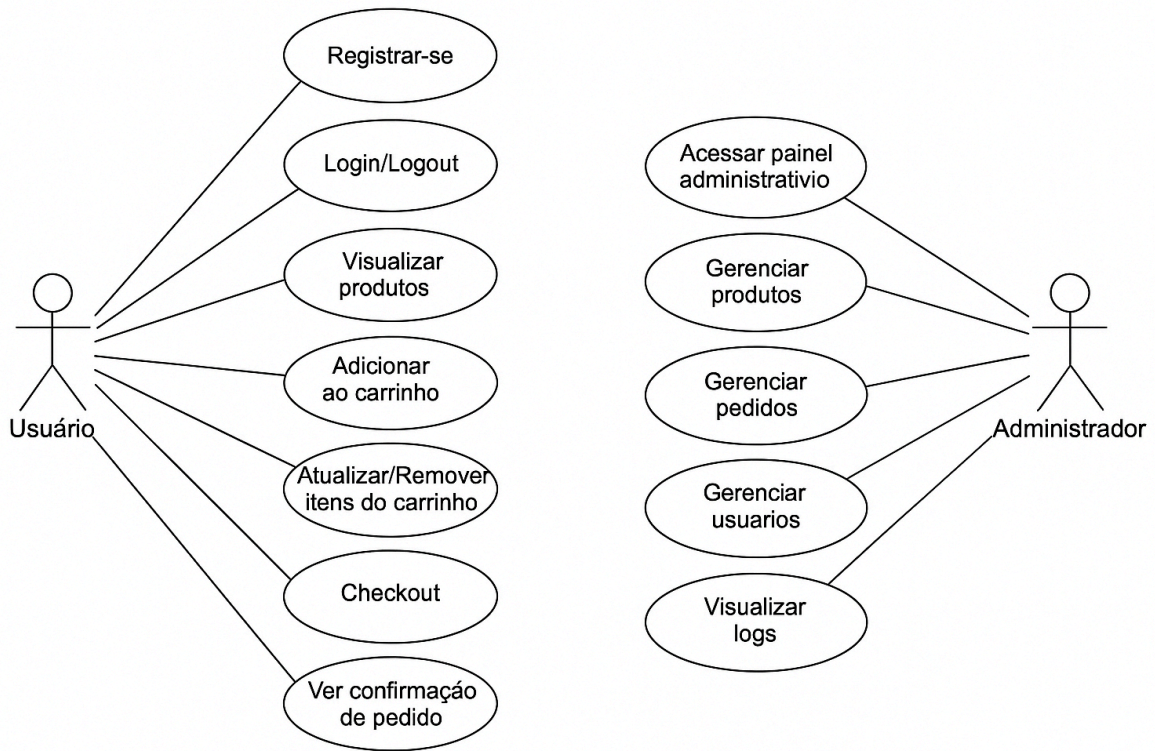 Registrar-se
Login/Logout
Visualizar
produtos
Adicionar
ao carrinho
Atualizar/Remover
itens do carrinho
Checkout
Ver confirmaçáo
de pedido
Usuário
Acessar painel
administrativio
Gerenciar
produtos
Gerenciar
pedidos
Gerenciar
usuarios
Visualizar
logs
Administrador